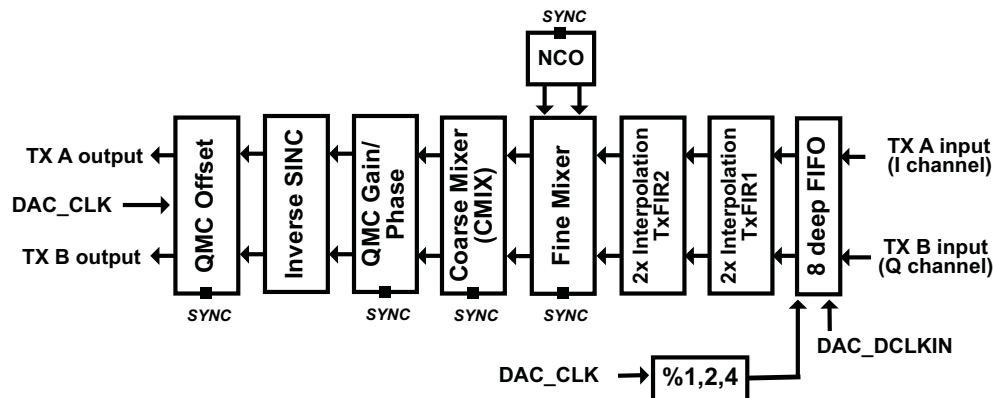 SYNC
NCO
TX A output
DAC_CLK
TX B output
QMC Offset
Inverse SINC
QMC Gain/
Phase
Coarse Mixer
(CMIX)
Fine Mixer
2x Interpolation
TxFIR2
2x Interpolation
TxFIR1
8 deep FIFO
TX A input
(I channel)
TX B input
(Q channel)
SYNC
SYNC
SYNC
SYNC
DAC_DCLKIN
DAC_CLK
%1,2,4